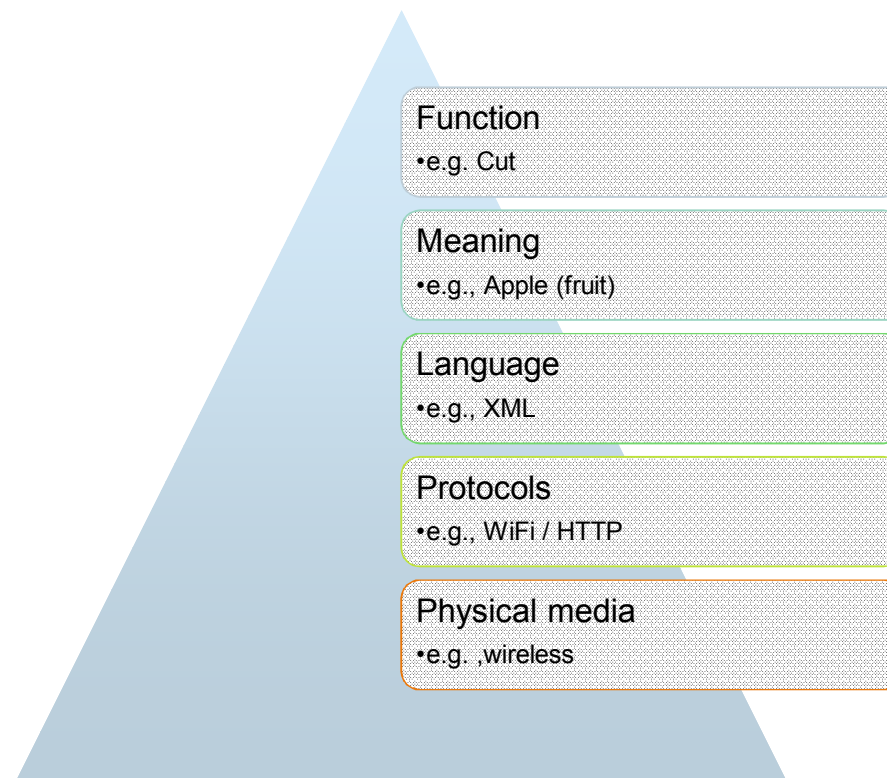 Function
•e.g. Cut
Meaning
•e.g., Apple (fruit)
Language
•e.g., XML
Protocols
•e.g., WiFi / HTTP
Physical media
•e.g. ,wireless